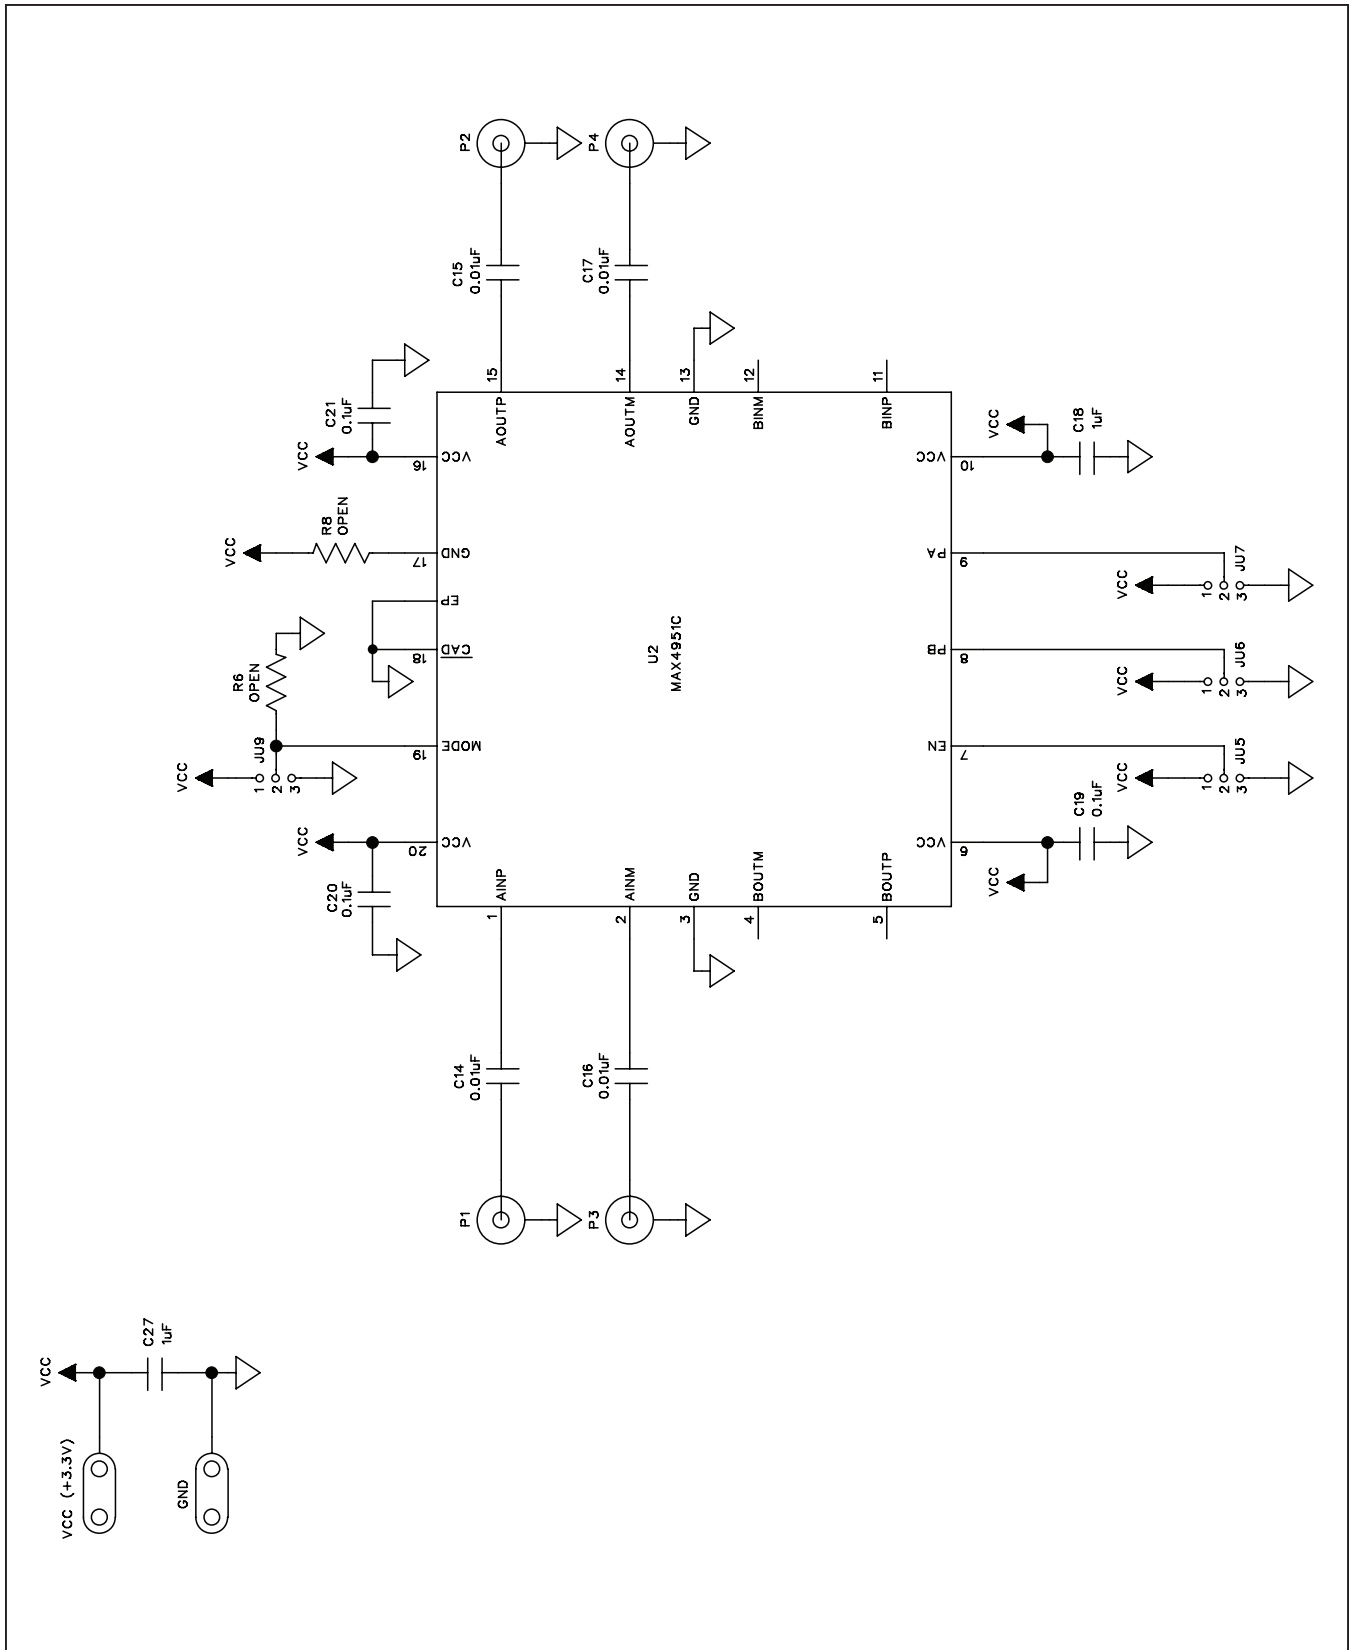 P2
P4
C15
0.01uF
C17
0.01uF
C21
0.1uF
VCC
15
14
13
12
11
AOUTP
AOUTM
GND
BINM
BINP
VCC
16
VCC
VCC
10
VCC
C18
1uF
VCC
R8
OPEN
17
GND
PA
9
VCC
1
2
3
JU7
EP
R6
OPEN
18
CAD
U2
MAX4951C
PB
8
VCC
1
2
3
JU6
VCC
1
2
3
JU9
19
MODE
EN
7
VCC
1
2
3
JU5
VCC
20
VCC
VCC
6
VCC
C19
0.1uF
C20
0.1uF
AINP
AINM
GND
BOUTM
BOUTP
1
2
3
4
5
C14
0.01uF
C16
0.01uF
P1
P3
VCC
C27
1uF
VCC (+3.3V)
GND